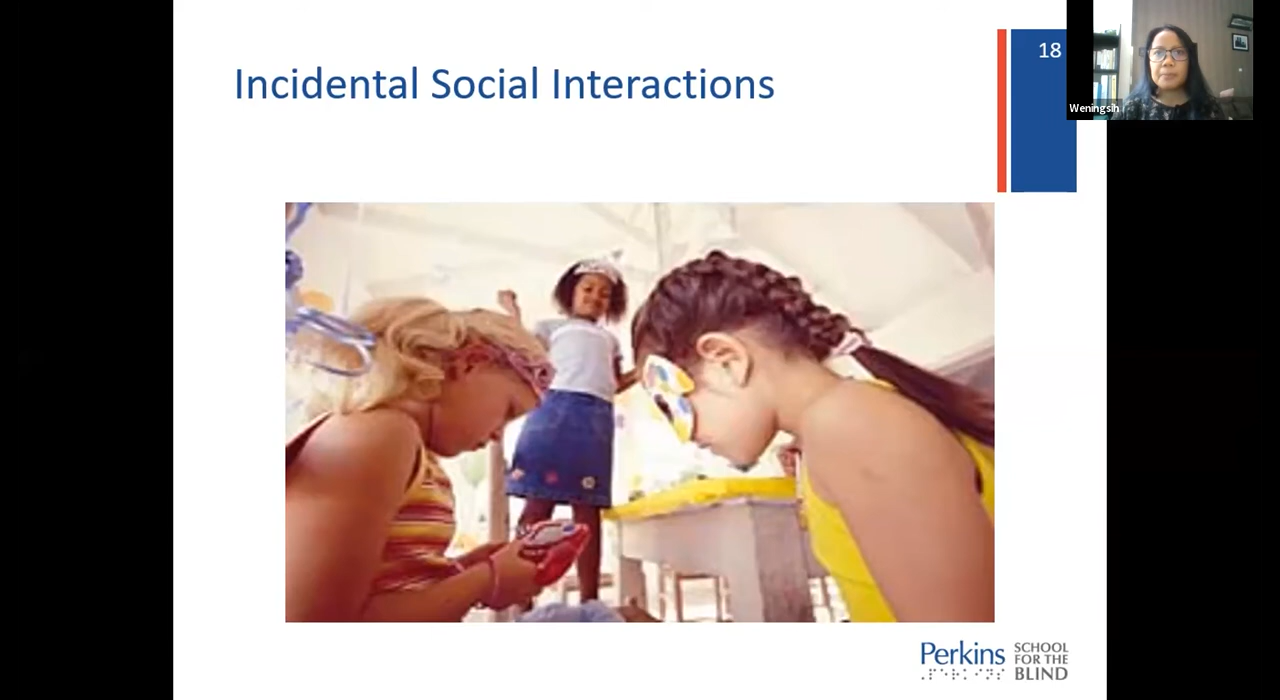 Incidental Social Interactions
18
Weningsih
Perkins
SCHOOL
FOR THE
BLIND